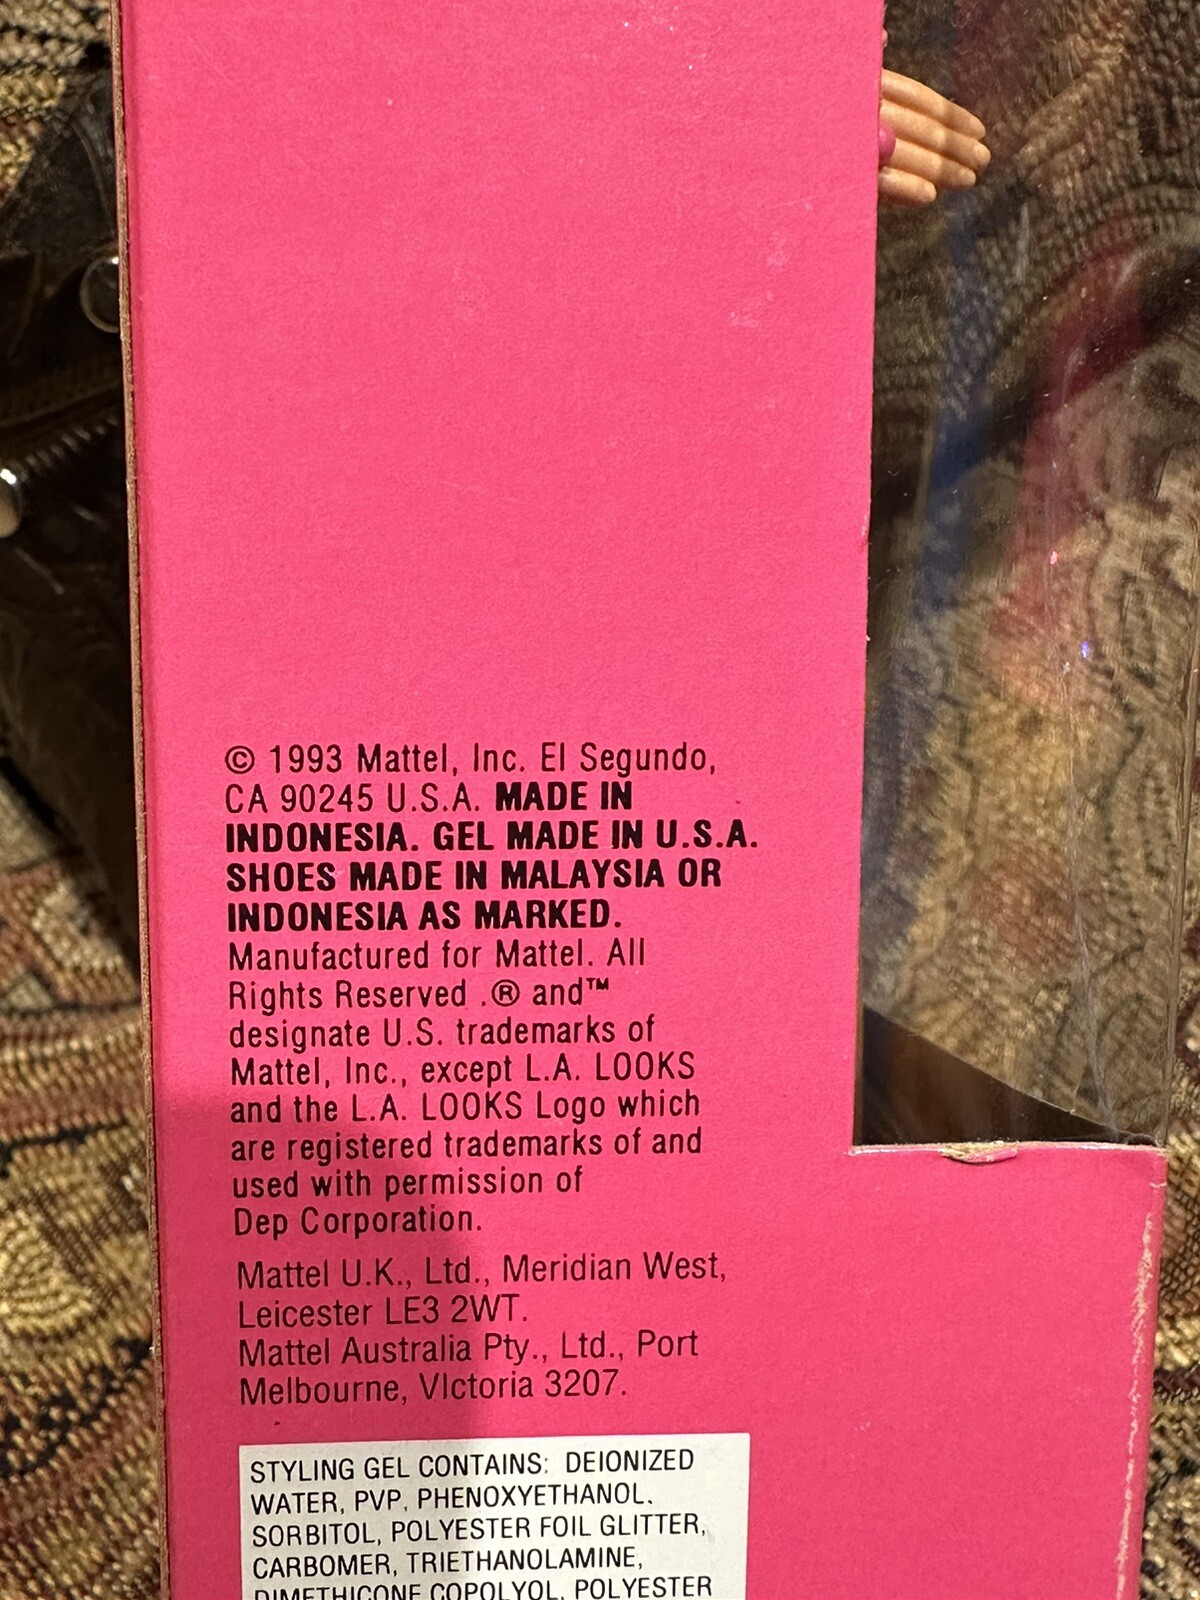 © 1993 Mattel, Inc. El Segundo,
CA 90245 U.S.A. MADE IN
INDONESIA. GEL MADE IN U.S.A.
SHOES MADE IN MALAYSIA OR
INDONESIA AS MARKED.
Manufactured for Mattel. All
Rights Reserved .® and™
designate U.S. trademarks of
Mattel, Inc., except L.A. LOOKS
and the L.A. LOOKS Logo which
are registered trademarks of and
used with permission of
Dep Corporation.
Mattel U.K., Ltd., Meridian West,
Leicester LE3 2WT.
Mattel Australia Pty., Ltd., Port
Melbourne, VIctoria 3207.
STYLING GEL CONTAINS: DEIONIZED
WATER, PVP, PHENOXYETHANOL.
SORBITOL, POLYESTER FOIL GLITTER,
CARBOMER, TRIETHANOLAMINE,
DIMETHICONE COPOLYOL, POLYESTER